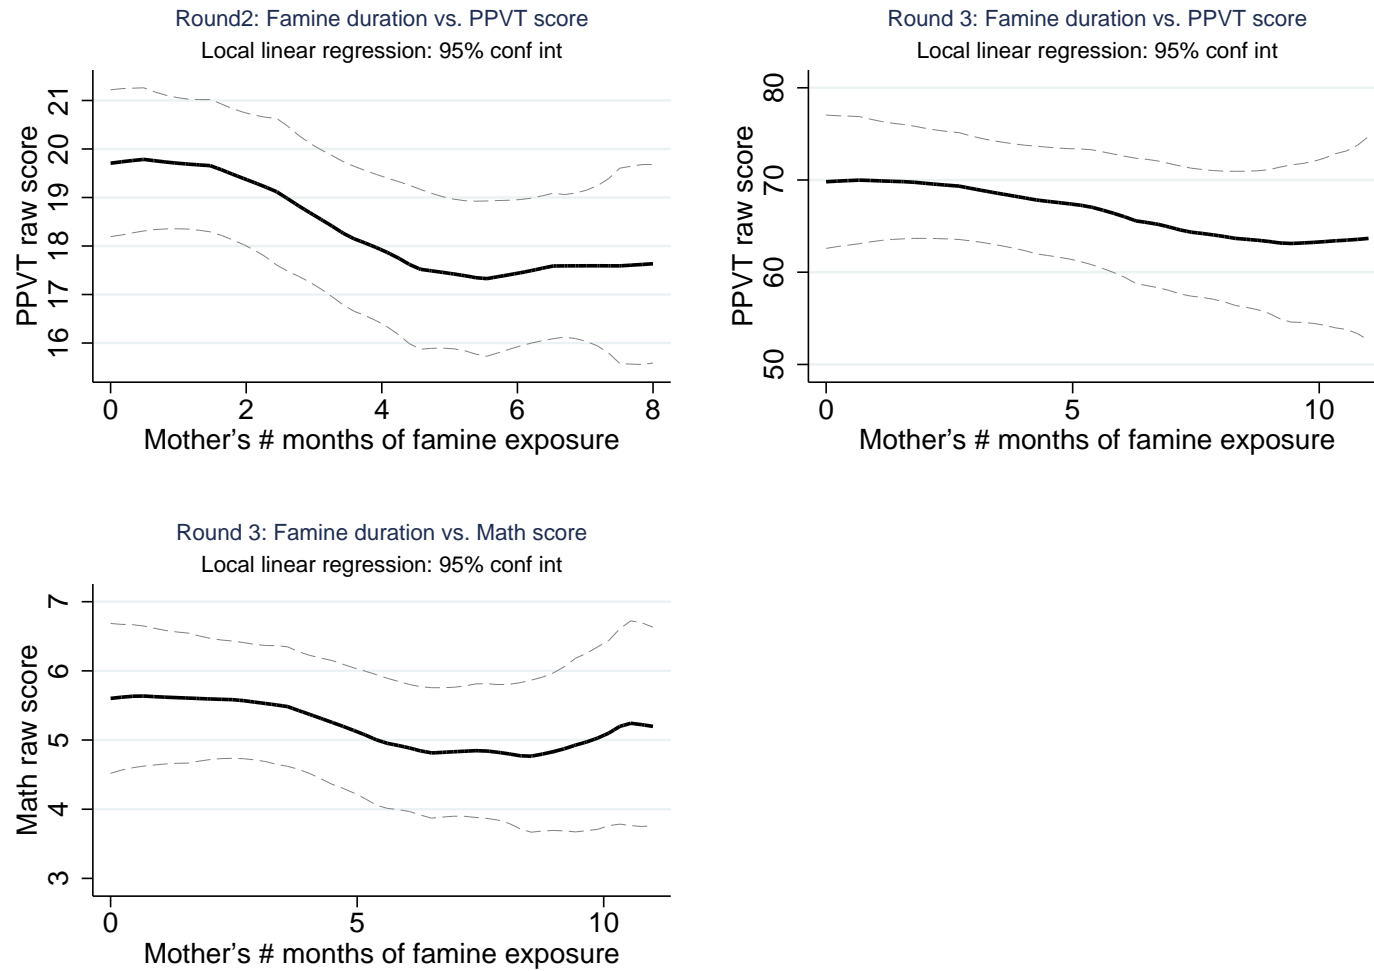 Round2: Famine duration vs. PPVT score
Local linear regression: 95% conf int
PPVT raw score
21
20
19
18
17
16
0 2 4 6 8
Mother's # months of famine exposure
Round 3: Famine duration vs. PPVT score
Local linear regression: 95% conf int
PPVT raw score
80
70
60
50
0 5 10
Mother's # months of famine exposure
Round 3: Famine duration vs. Math score
Local linear regression: 95% conf int
Math raw score
7
6
5
4
3
0 5 10
Mother's # months of famine exposure